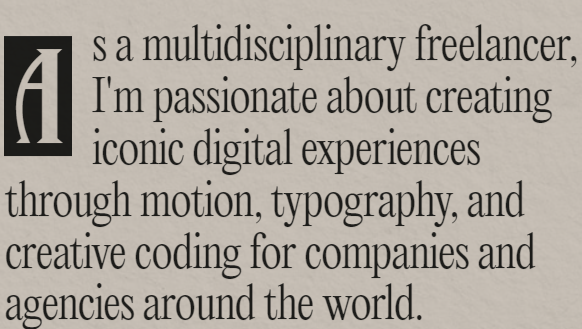 As a multidisciplinary freelancer,
I'm passionate about creating
iconic digital experiences
through motion, typography, and
creative coding for companies and
agencies around the world.